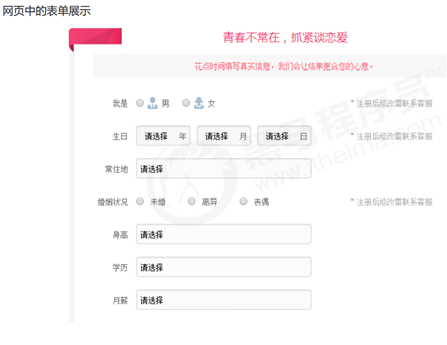 网页中的表单展示
青春不常在，抓紧谈恋爱
花点时间填写真实信息，我们会让结果更合您的心意。
我是 男 女 * 注册后修改需联系客服
生日 请选择 年 请选择 月 请选择 日 * 注册后修改需联系客服
常住地 请选择
婚姻状况 未婚 离异 丧偶 * 注册后修改需联系客服
身高 请选择
学历 请选择
月薪 请选择
黑马程序员™
www.itheima.com